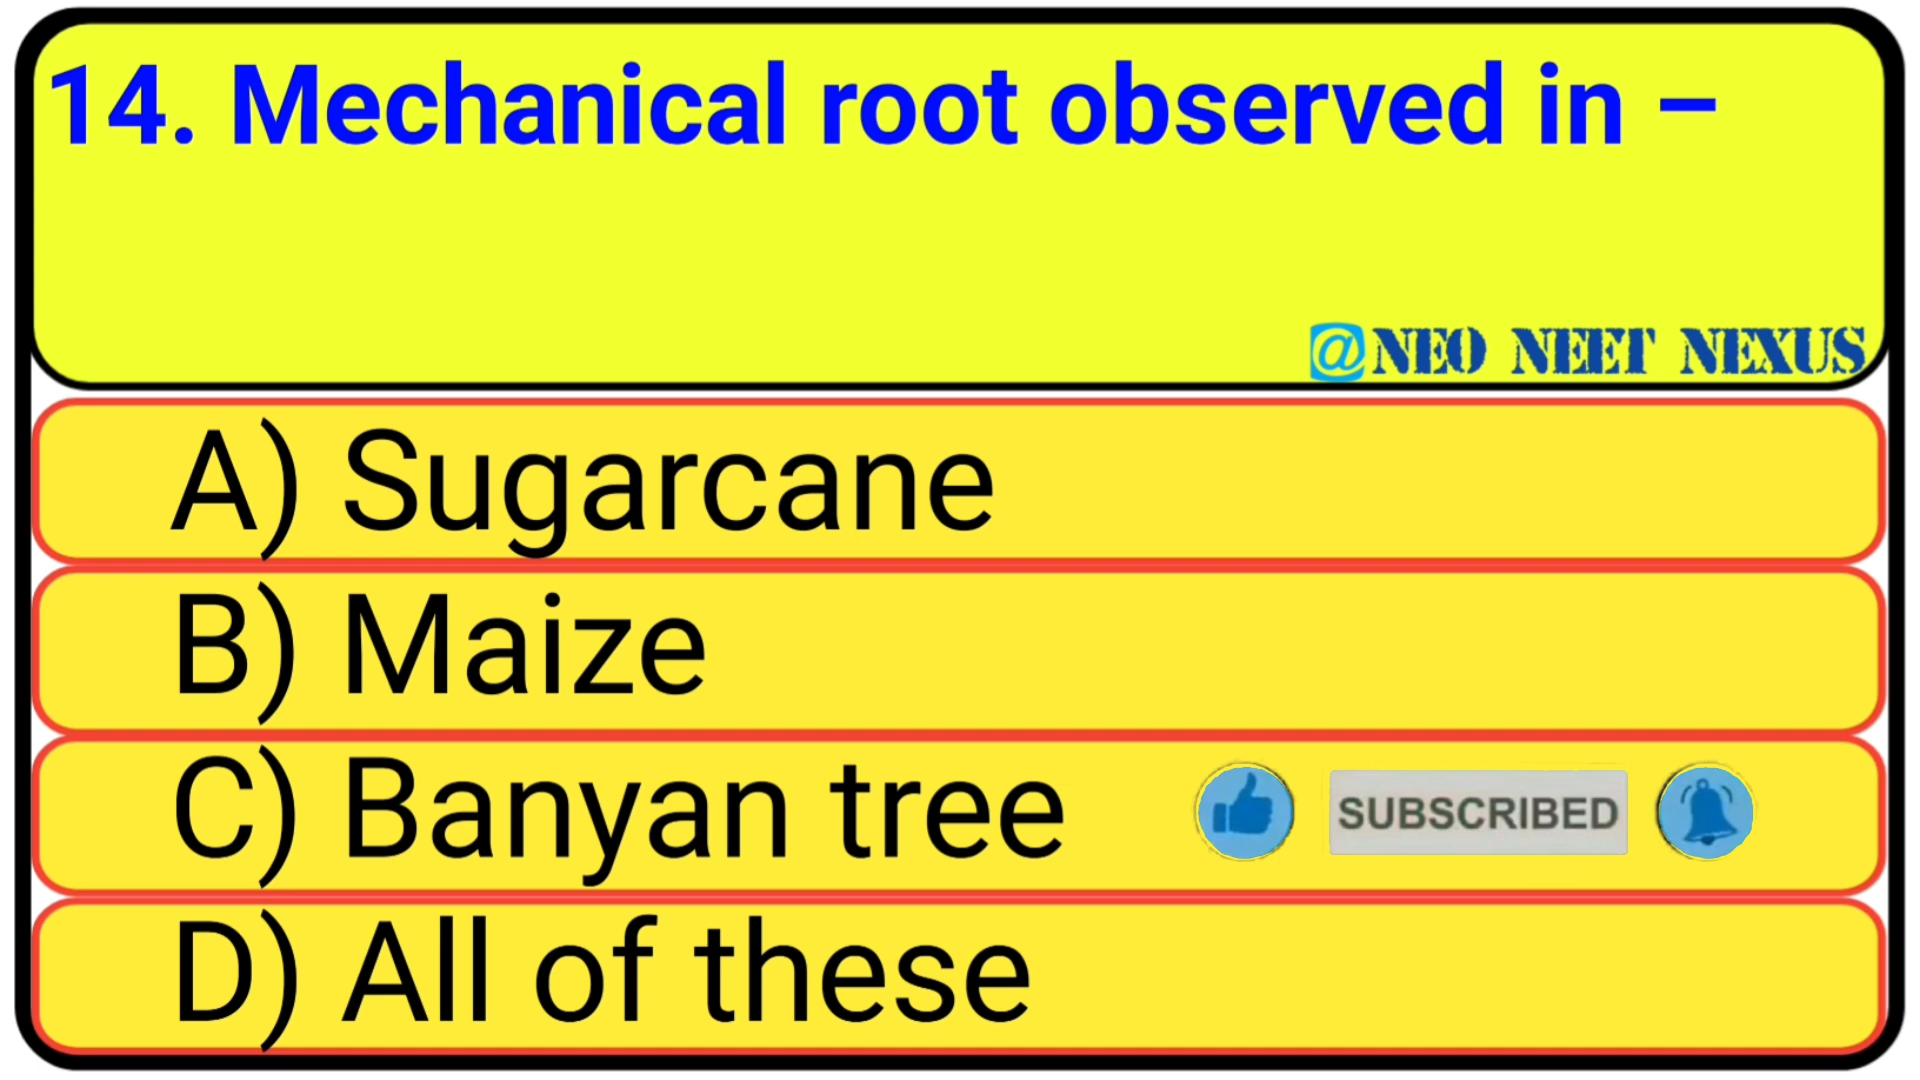 14. Mechanical root observed in –
@NEO NEET NEXUS
A) Sugarcane
B) Maize
C) Banyan tree
SUBSCRIBED
D) All of these